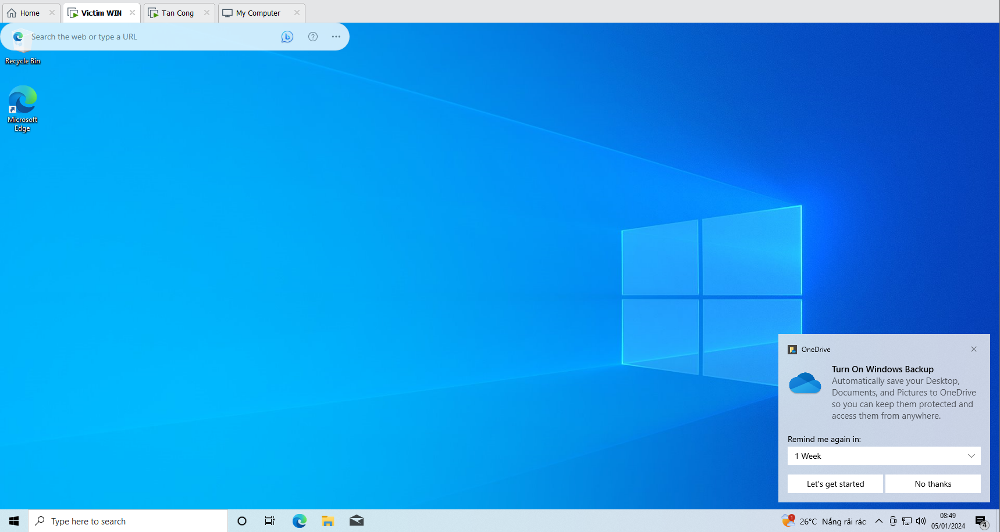 Home
Victim WIN
Tan Cong
My Computer
Search the web or type a URL
Recycle Bin
Microsoft
Edge
OneDrive
Turn On Windows Backup
Automatically save your Desktop,
Documents, and Pictures to OneDrive
so you can keep them protected and
access them from anywhere.
Remind me again in:
1 Week
Let's get started
No thanks
Type here to search
1
26°C Nắng rải rác
08:49
05/01/2024
4